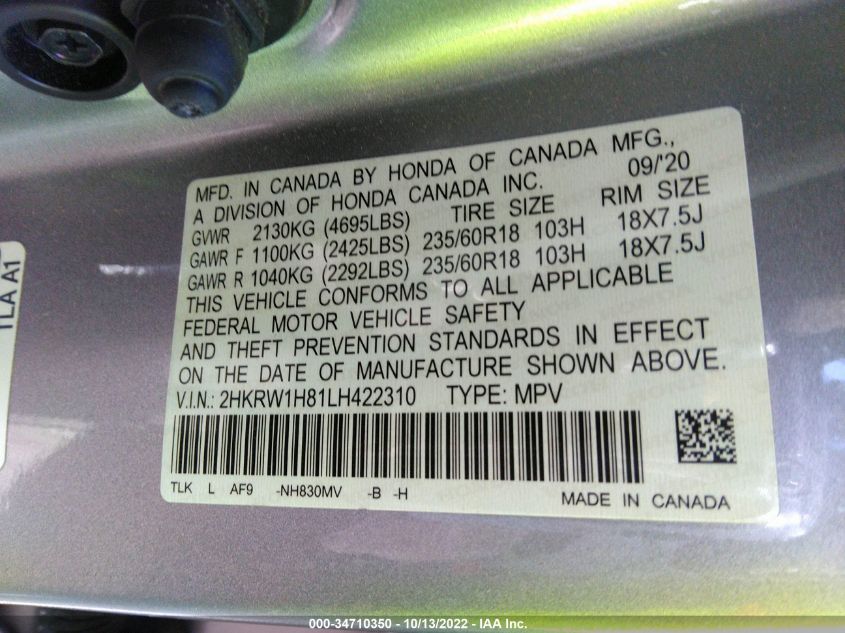 MFD. IN CANADA BY HONDA OF CANADA MFG.,
A DIVISION OF HONDA CANADA INC. 09/'20
GVWR 2130KG (4695LBS) TIRE SIZE RIM SIZE
GAWR F 1100KG (2425LBS) 235/60R18 103H 18X7.5J
GAWR R 1040KG (2292LBS) 235/60R18 103H 18X7.5J
THIS VEHICLE CONFORMS TO ALL APPLICABLE
FEDERAL MOTOR VEHICLE SAFETY
AND THEFT PREVENTION STANDARDS IN EFFECT
ON THE DATE OF MANUFACTURE SHOWN ABOVE.
V.I.N.: 2HKRW1H81LH422310 TYPE: MPV
TLK L AF9 -NH830MV -B -H
MADE IN CANADA
TLA A1
000-34710350 - 10/13/2022 - IAA Inc.